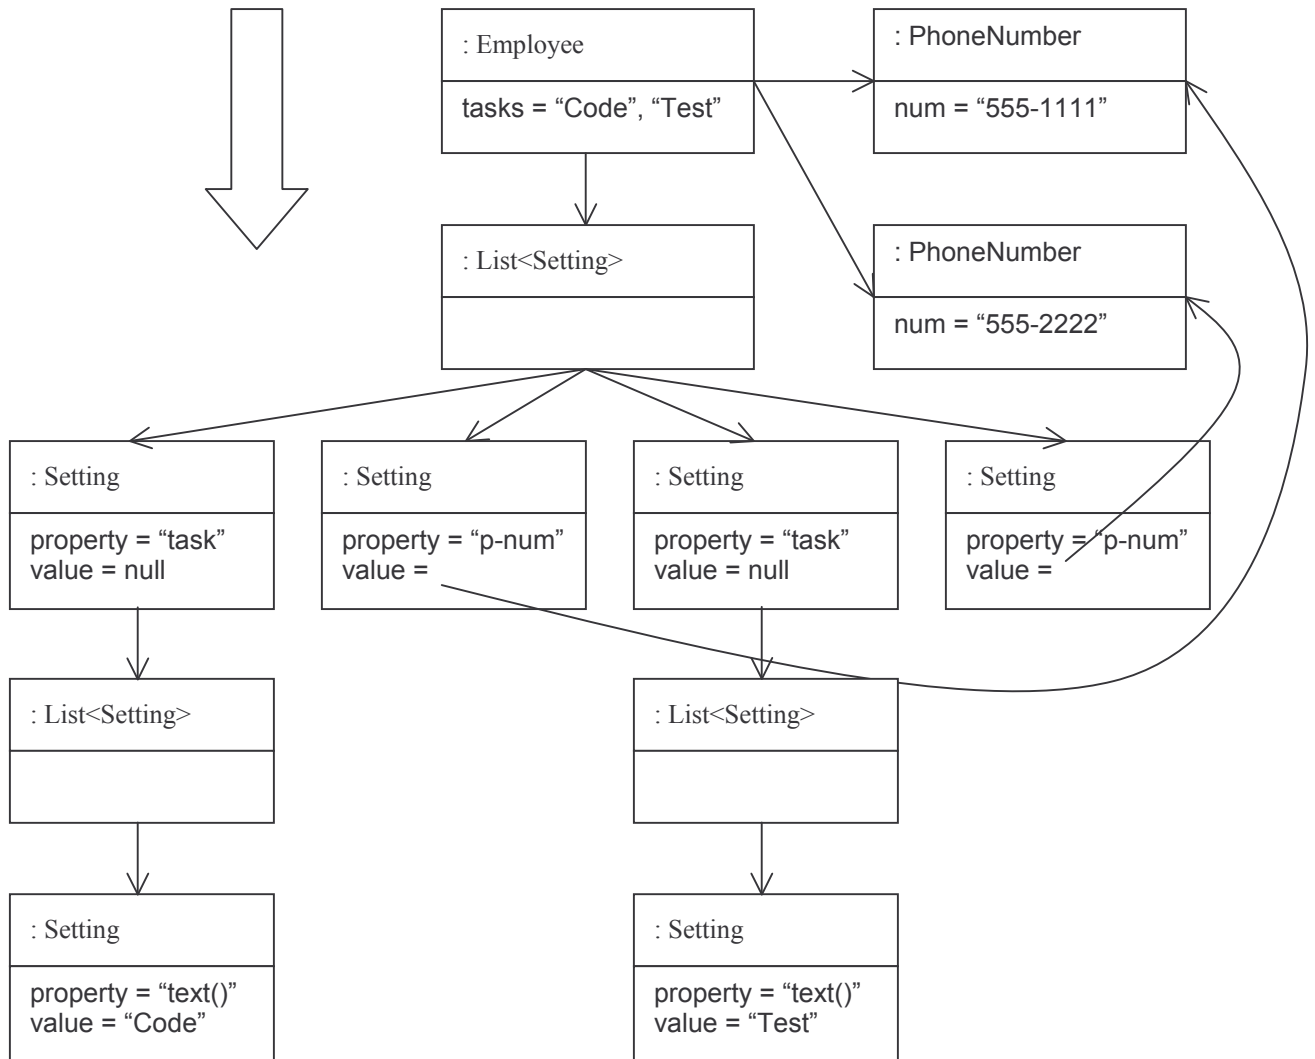 : Employee
tasks = “Code”, “Test”
: PhoneNumber
num = “555-1111”
: List<Setting>
: PhoneNumber
num = “555-2222”
: Setting
property = “task”
value = null
: Setting
property = “p-num”
value =
: Setting
property = “task”
value = null
: Setting
property = “p-num”
value =
: List<Setting>
: List<Setting>
: Setting
property = “text()”
value = “Code”
: Setting
property = “text()”
value = “Test”